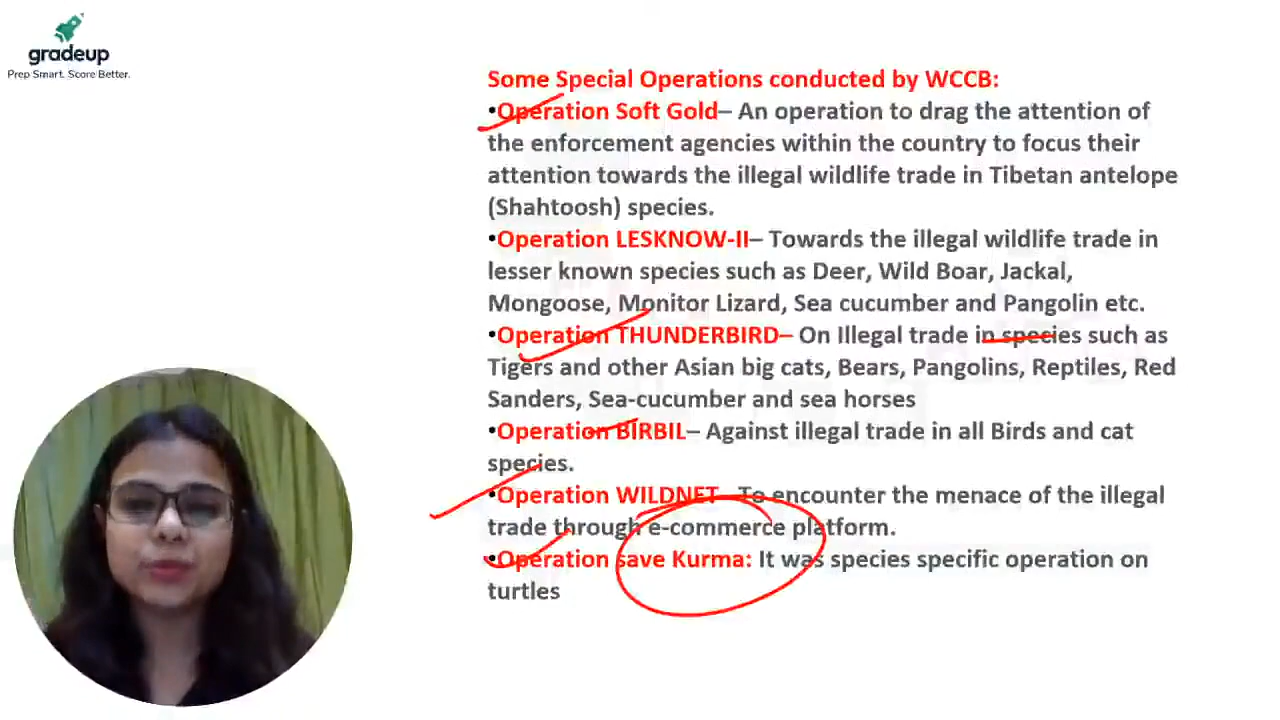 gradeup
Prep Smart. Score Better.
Some Special Operations conducted by WCCB:
•Operation Soft Gold– An operation to drag the attention of
the enforcement agencies within the country to focus their
attention towards the illegal wildlife trade in Tibetan antelope
(Shahtoosh) species.
•Operation LESKNOW-II– Towards the illegal wildlife trade in
lesser known species such as Deer, Wild Boar, Jackal,
Mongoose, Monitor Lizard, Sea cucumber and Pangolin etc.
•Operation THUNDERBIRD– On Illegal trade in species such as
Tigers and other Asian big cats, Bears, Pangolins, Reptiles, Red
Sanders, Sea-cucumber and sea horses
•Operation BIRBIL– Against illegal trade in all Birds and cat
species.
•Operation WILDNET– To encounter the menace of the illegal
trade through e-commerce platform.
•Operation save Kurma: It was species specific operation on
turtles